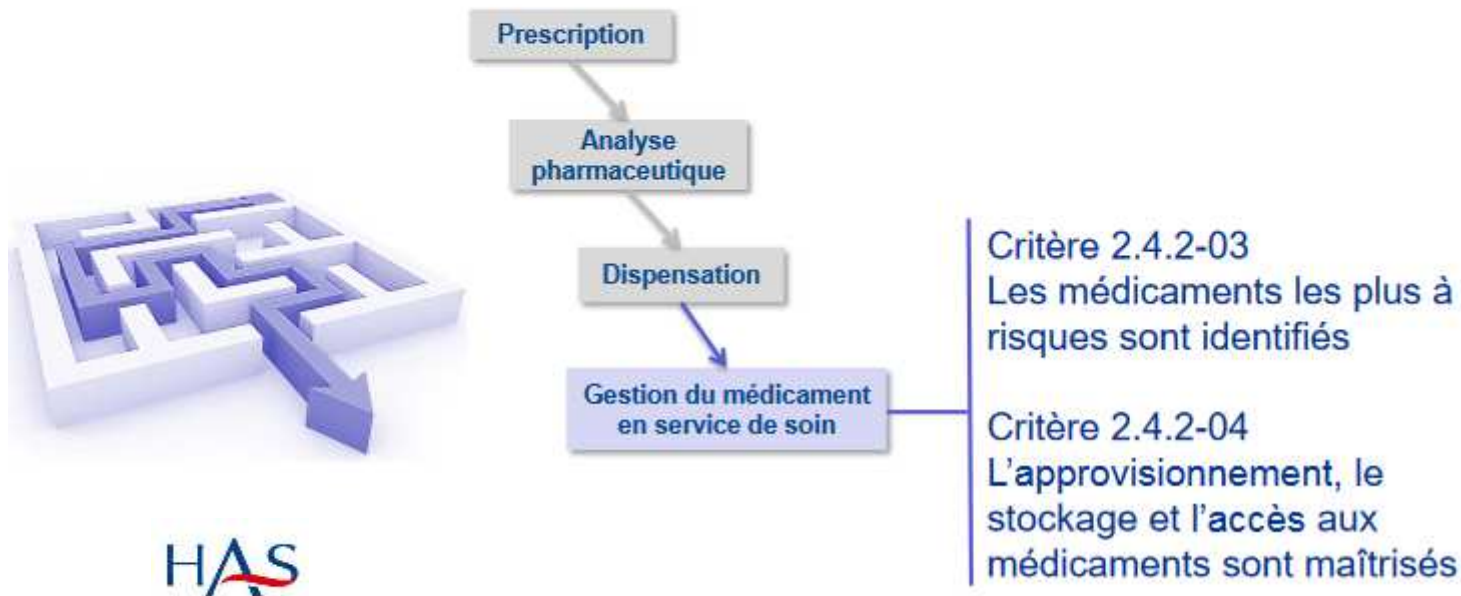 Prescription
Analyse
pharmaceutique
Dispensation
Gestion du médicament
en service de soin
Critère 2.4.2-03
Les médicaments les plus à
risques sont identifiés
Critère 2.4.2-04
L'approvisionnement, le
stockage et l'accès aux
médicaments sont maîtrisés
HAS